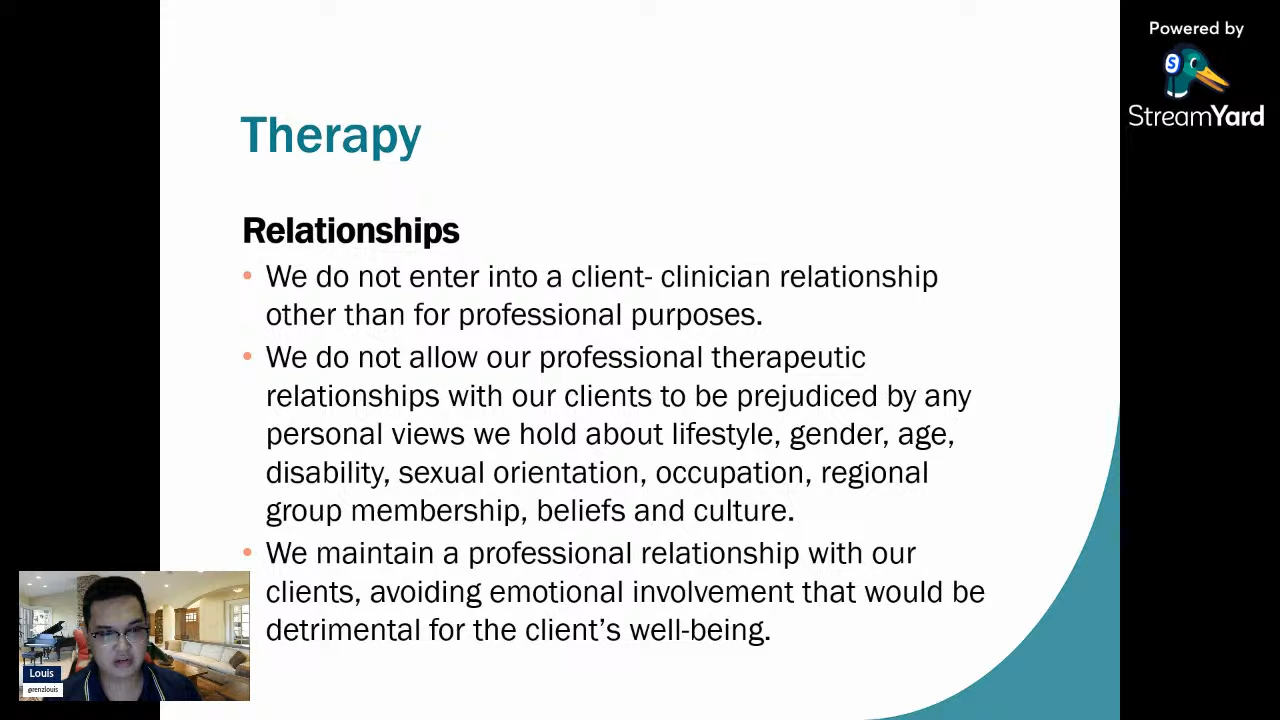 Powered by
S
StreamYard
Therapy
Relationships
• We do not enter into a client- clinician relationship
other than for professional purposes.
• We do not allow our professional therapeutic
relationships with our clients to be prejudiced by any
personal views we hold about lifestyle, gender, age,
disability, sexual orientation, occupation, regional
group membership, beliefs and culture.
• We maintain a professional relationship with our
clients, avoiding emotional involvement that would be
detrimental for the client’s well-being.
Louis
@renzlouis